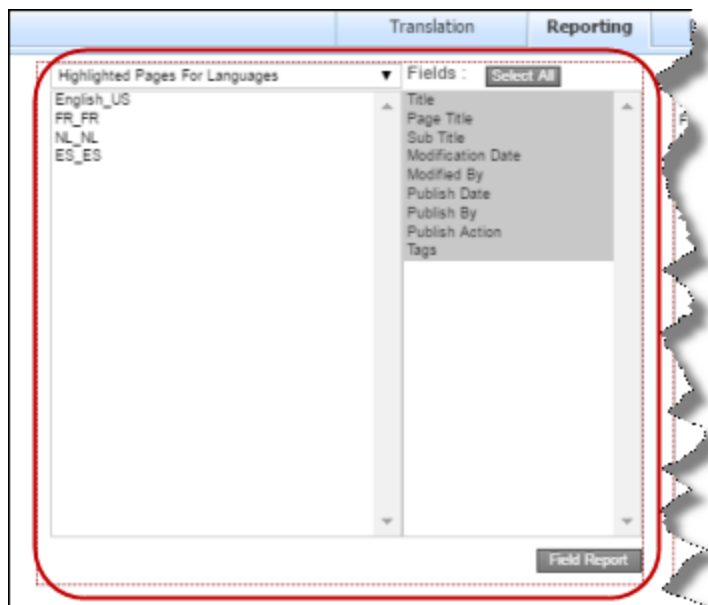 Translation
Reporting
Highlighted Pages For Languages
Fields :
Select All
English_US
FR_FR
NL_NL
ES_ES
Title
Page Title
Sub Title
Modification Date
Modified By
Publish Date
Publish By
Publish Action
Tags
Field Report